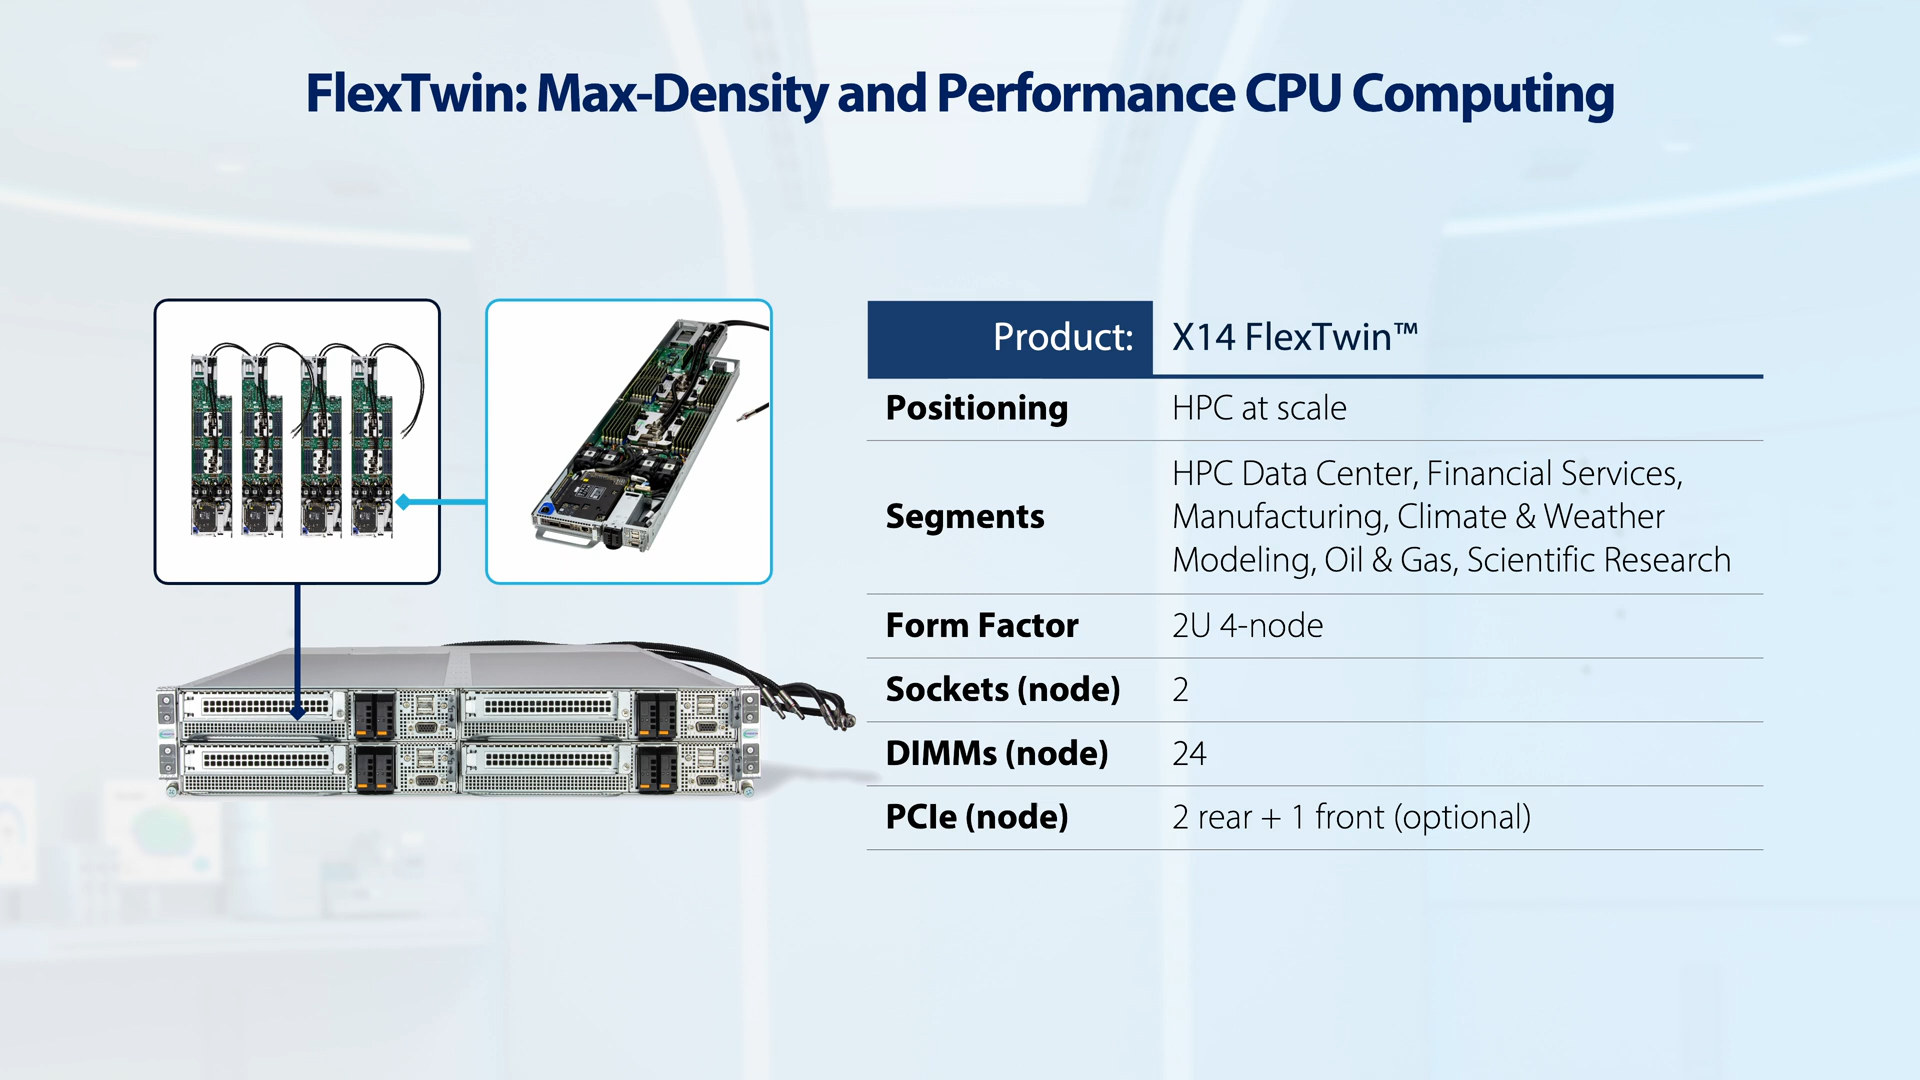 FlexTwin: Max-Density and Performance CPU Computing
Product: X14 FlexTwin™
Positioning HPC at scale
Segments HPC Data Center, Financial Services,
Manufacturing, Climate & Weather
Modeling, Oil & Gas, Scientific Research
Form Factor 2U 4-node
Sockets (node) 2
DIMMs (node) 24
PCIe (node) 2 rear + 1 front (optional)